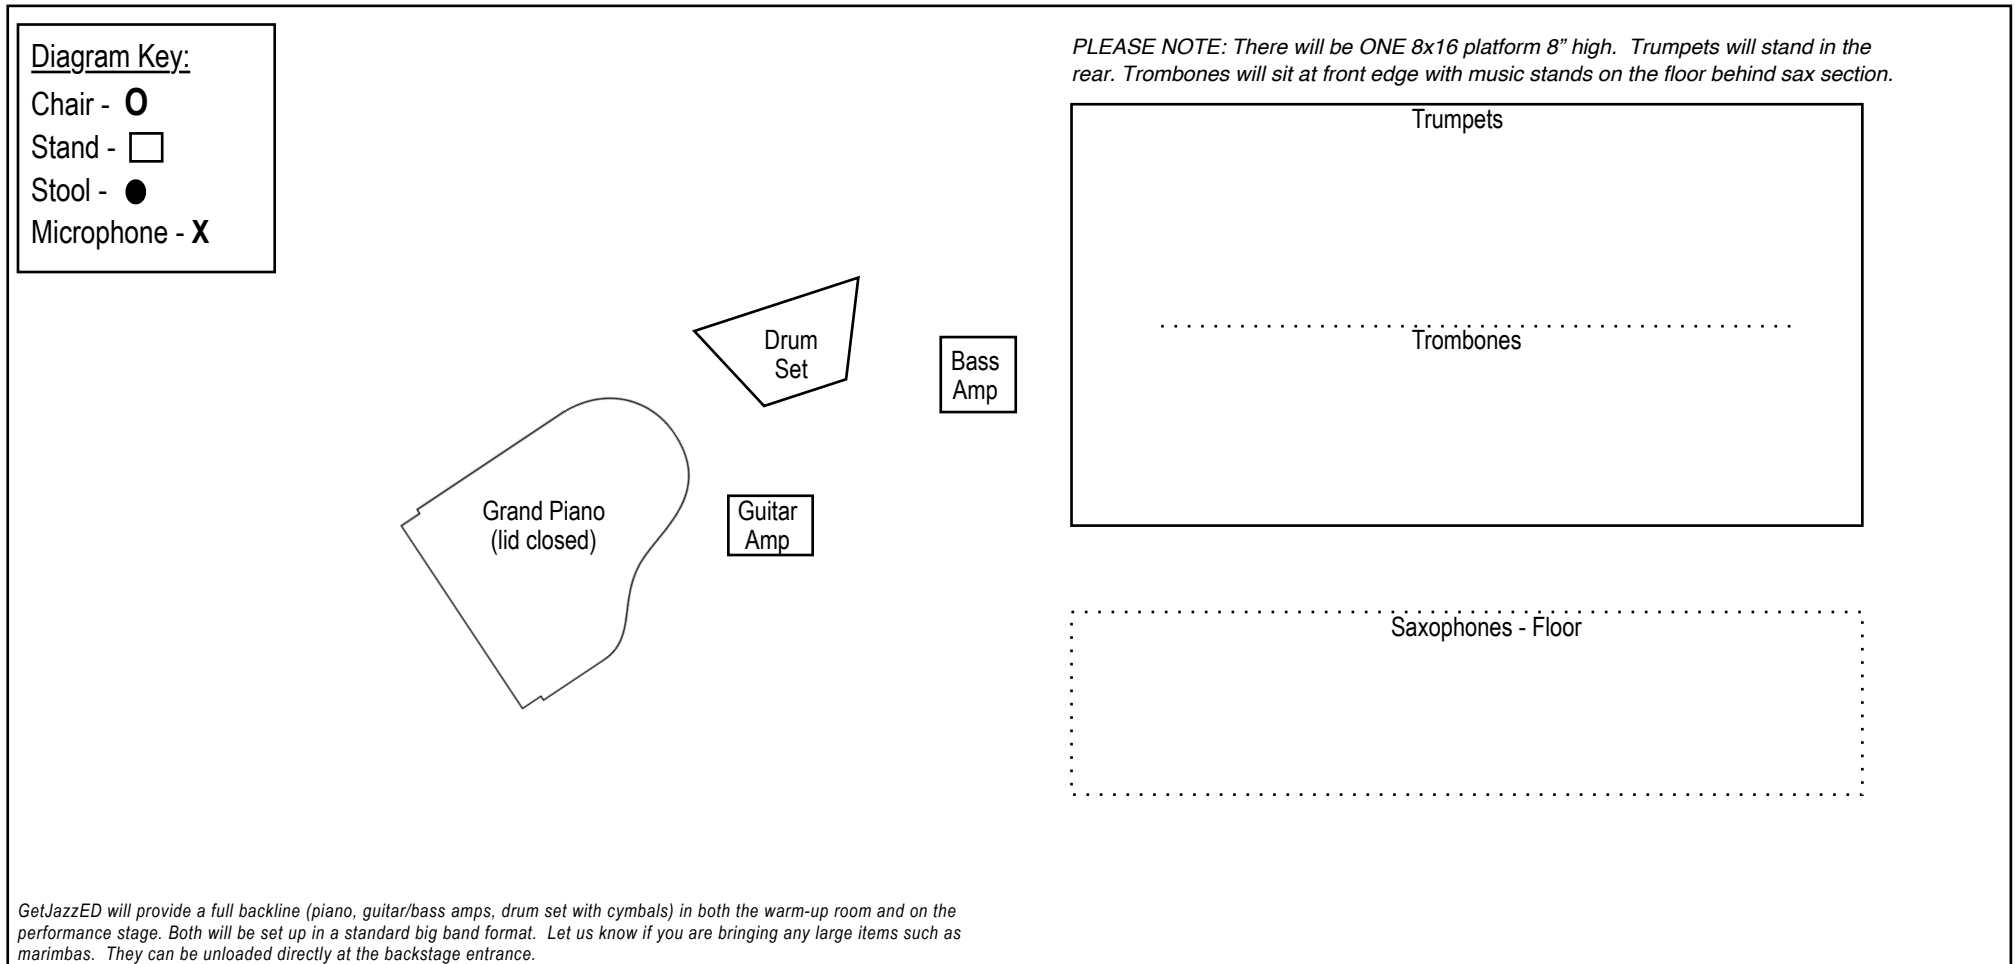 Diagram Key:
Chair - O
Stand -
Stool -
Microphone - X
PLEASE NOTE: There will be ONE 8x16 platform 8” high.  Trumpets will stand in the
rear. Trombones will sit at front edge with music stands on the floor behind sax section.
Trumpets
Trombones
Drum
Set
Bass
Amp
Grand Piano
(lid closed)
Guitar
Amp
Saxophones - Floor
GetJazzED will provide a full backline (piano, guitar/bass amps, drum set with cymbals) in both the warm-up room and on the
performance stage. Both will be set up in a standard big band format.  Let us know if you are bringing any large items such as
marimbas.  They can be unloaded directly at the backstage entrance.